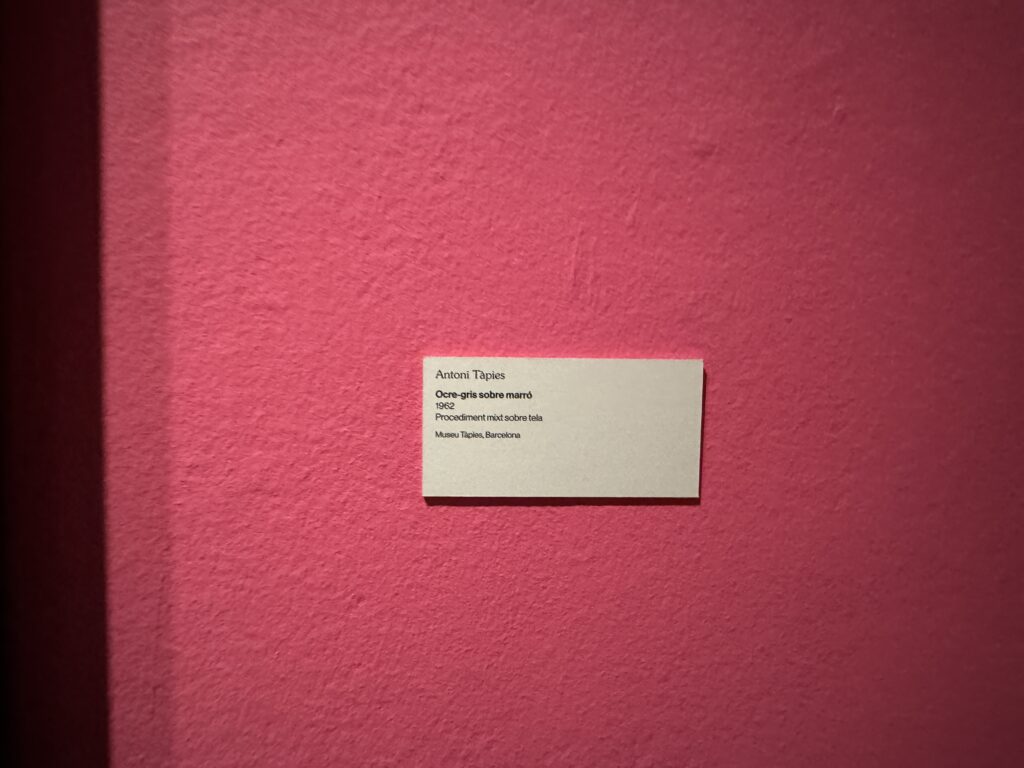 Antoni Tàpies
Ocre-gris sobre marró
1962
Procediment mixt sobre tela
Museu Tàpies, Barcelona